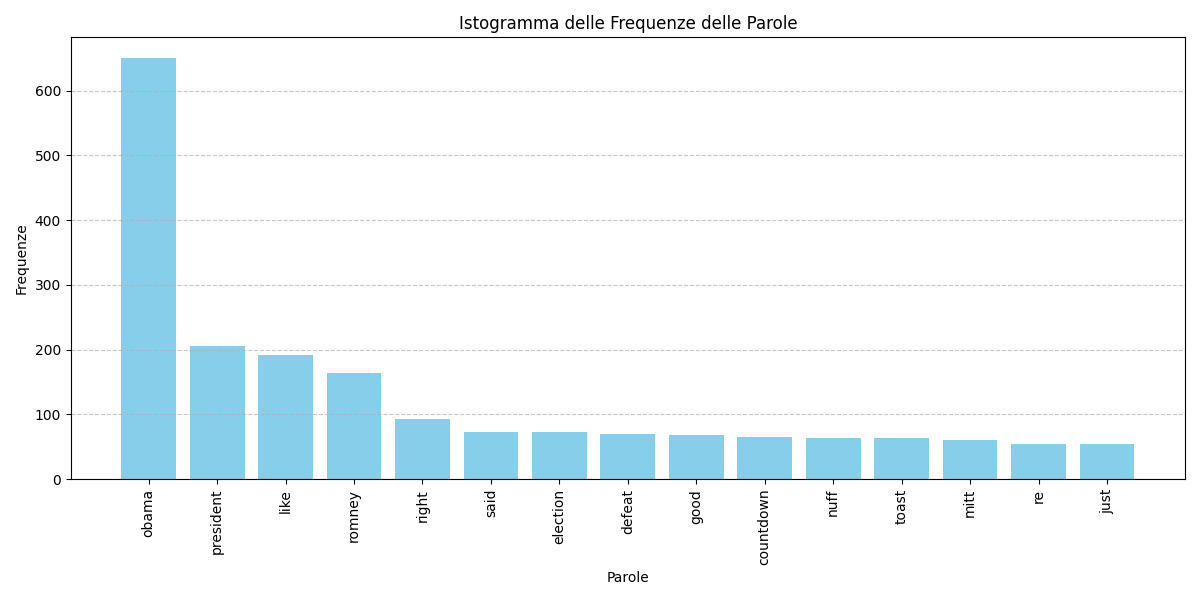 Istogramma delle Frequenze delle Parole
Frequenze
600
500
400
300
200
100
0
obama
president
like
romney
right
said
election
defeat
good
countdown
nuff
toast
mitt
re
just
Parole